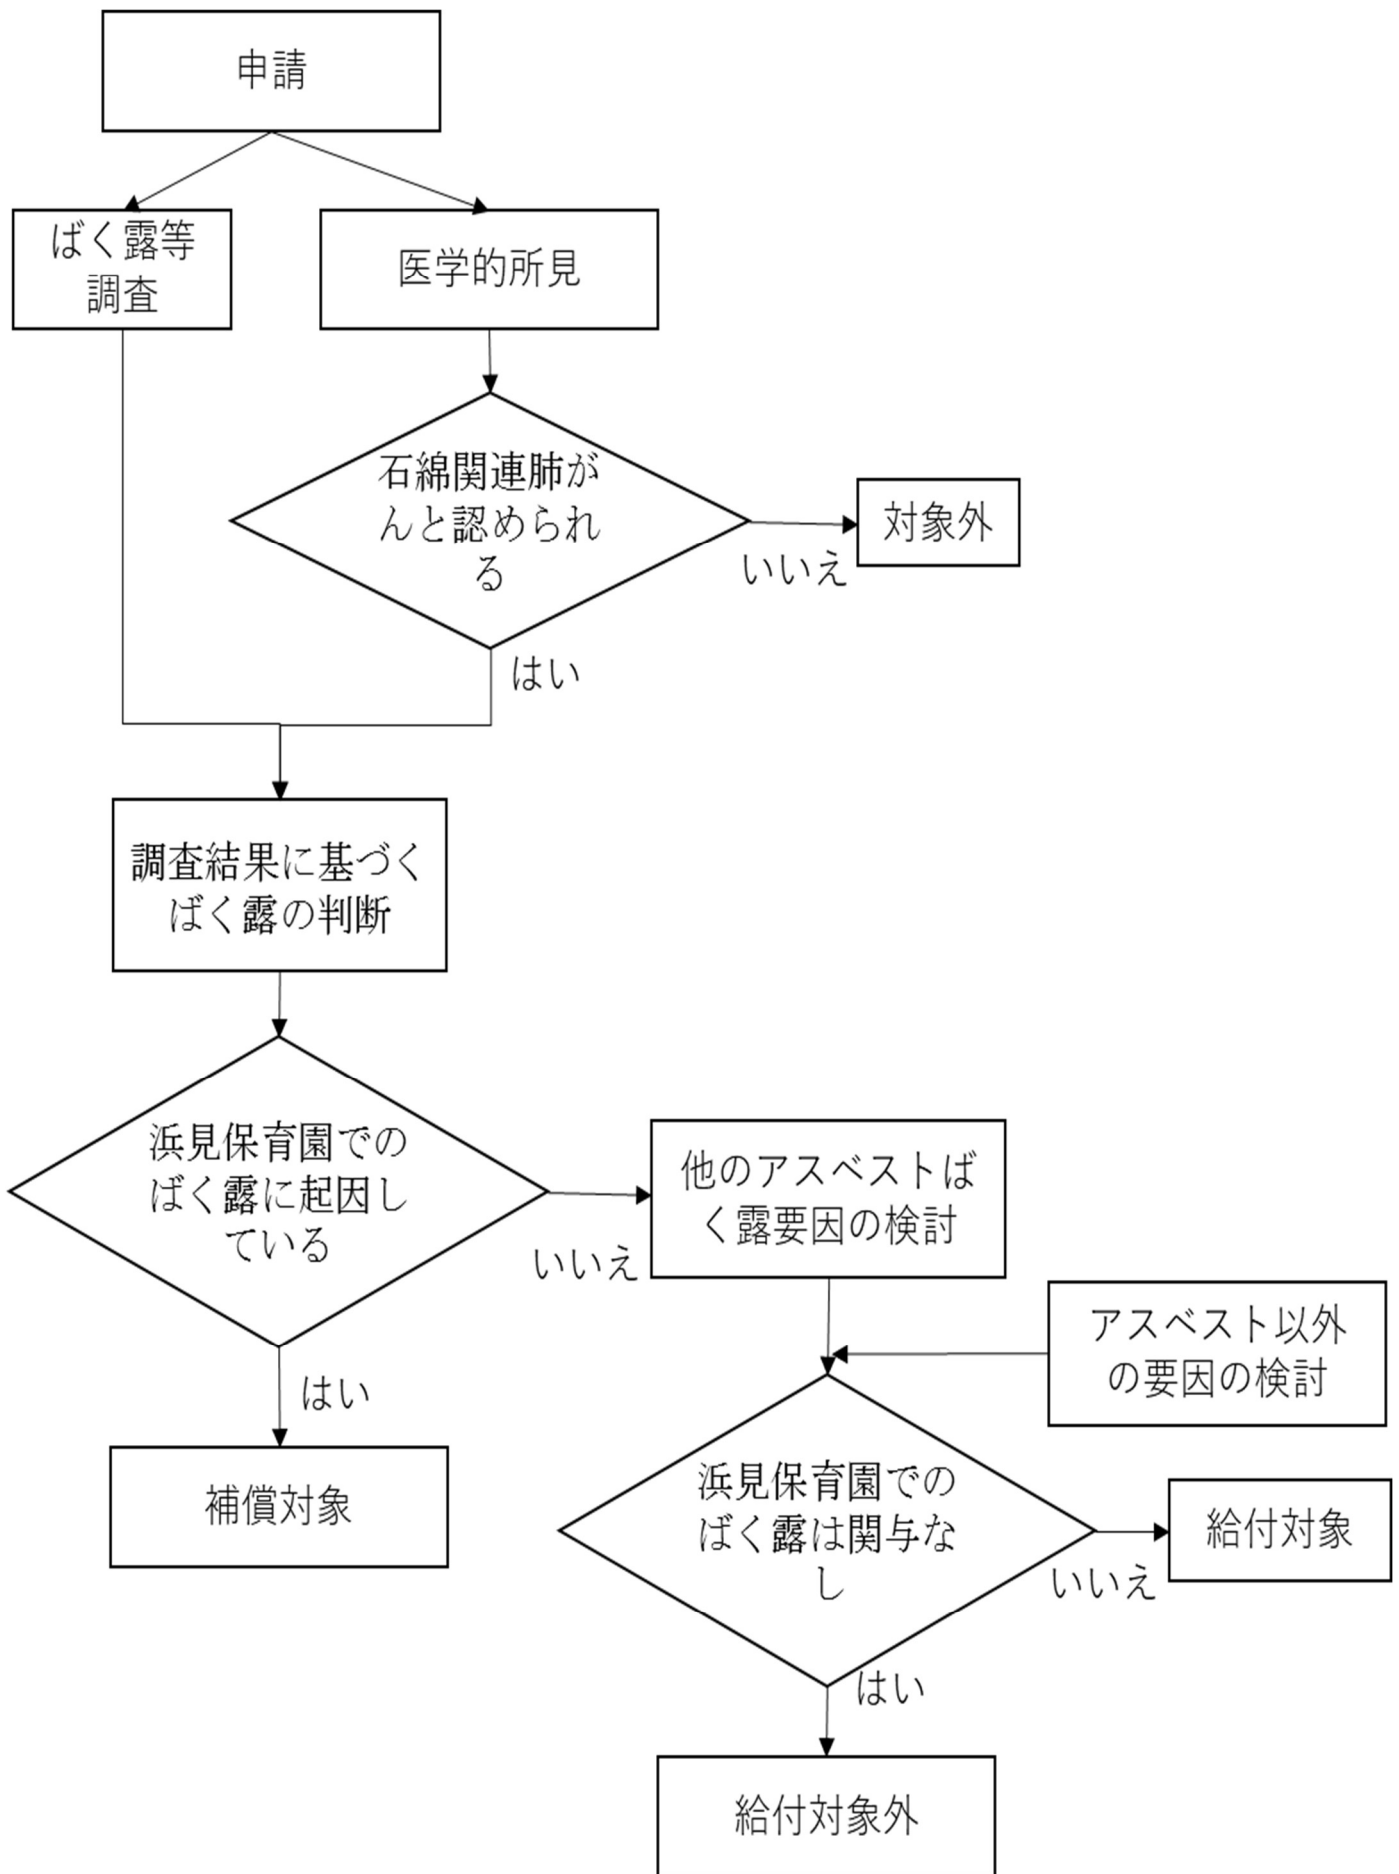 申請
ばく露等
調査
医学的所見
石綿関連肺が
んと認められ
る
いいえ
対象外
はい
調査結果に基づく
ばく露の判断
浜見保育園での
ばく露に起因し
ている
いいえ
他のアスベストば
く露要因の検討
アスベスト以外
の要因の検討
はい
補償対象
浜見保育園での
ばく露は関与な
し
いいえ
給付対象
はい
給付対象外